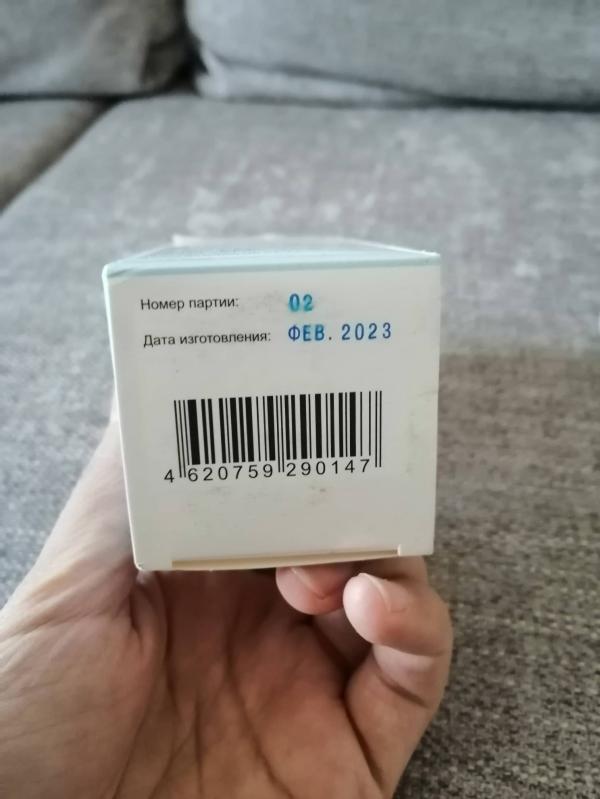 Номер партии: 02
Дата изготовления: ФЕВ. 2023
4 620759 290147